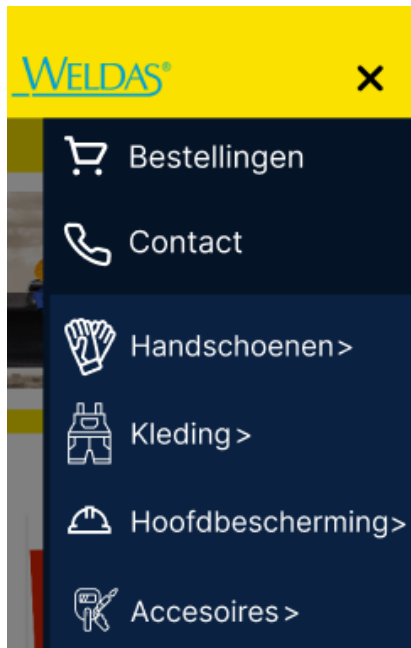 WELDAS®
Bestellingen
Contact
Handschoenen>
Kleding>
Hoofdbescherming>
Accesoires>